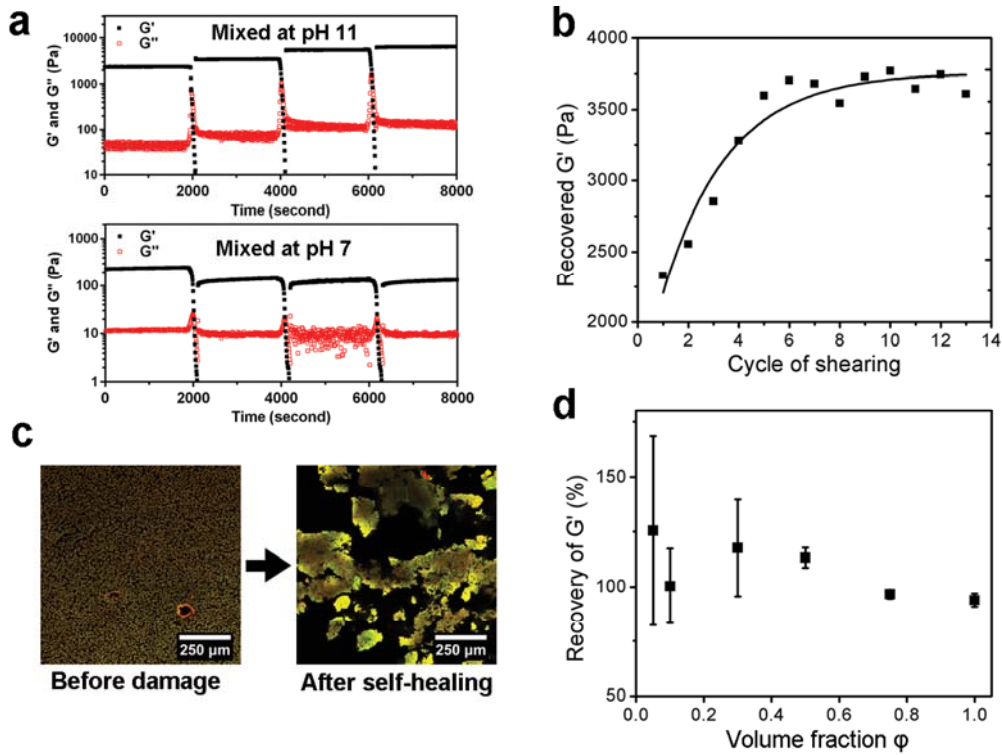 a
G' Mixed at pH 11
G''
G' and G'' (Pa)
10000
1000
100
10
0 2000 4000 6000 8000
Time (second)
G' Mixed at pH 7
G''
G' and G'' (Pa)
100
10
1
0 2000 4000 6000 8000
Time (second)
b
Recovered G' (Pa)
4000
3500
3000
2500
2000
0 2 4 6 8 10 12 14
Cycle of shearing
c
250 µm
250 µm
Before damage
After self-healing
d
Recovery of G' (%)
150
100
50
0.0 0.2 0.4 0.6 0.8 1.0
Volume fraction φ